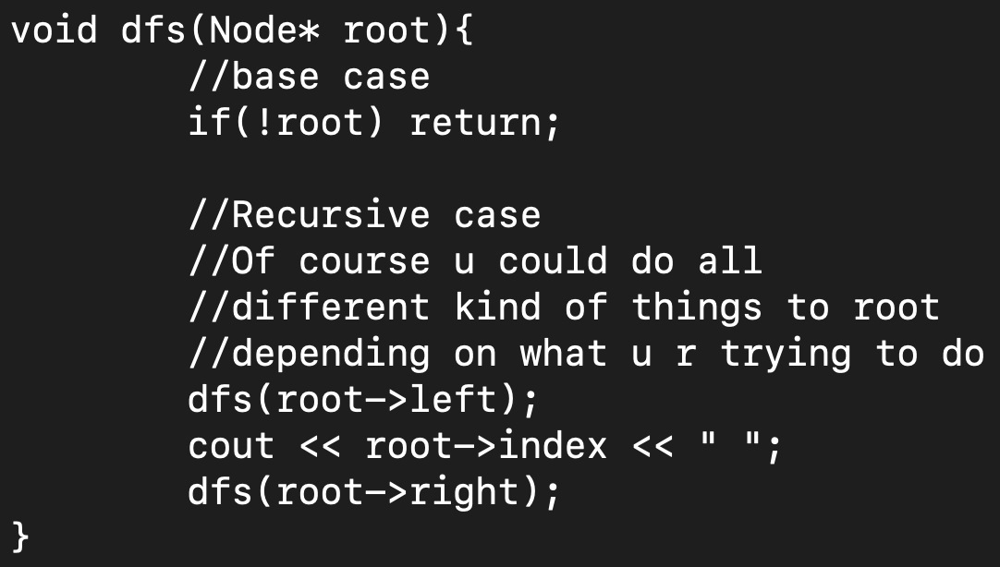 void dfs(Node* root){
//base case
if(!root) return;
//Recursive case
//Of course u could do all
//different kind of things to root
//depending on what u r trying to do
dfs(root->left);
cout << root->index << " ";
dfs(root->right);
}